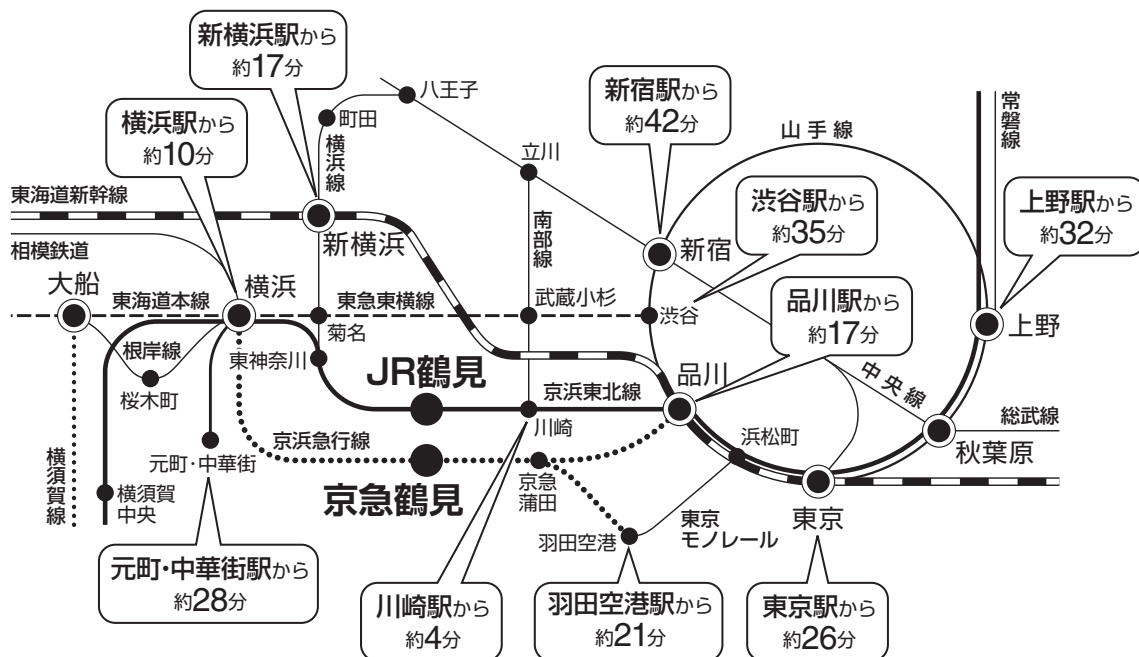 新横浜駅から
約17分
八王子
町田
新宿駅から
約42分
常磐線
横浜駅から
約10分
山手線
横浜線
立川
東海道新幹線
渋谷駅から
約35分
上野駅から
約32分
南部線
新横浜
新宿
相模鉄道
大船
東海道本線
横浜
東急東横線
武蔵小杉
渋谷
品川駅から
約17分
上野
菊名
根岸線
東神奈川
JR鶴見
京浜東北線
品川
中央線
桜木町
川崎
総武線
浜松町
京浜急行線
秋葉原
元町・中華街
横須賀線
京急鶴見
京急
蒲田
横須賀
中央
東京
モノレール
東京
羽田空港
元町・中華街駅から
約28分
川崎駅から
約4分
羽田空港駅から
約21分
東京駅から
約26分